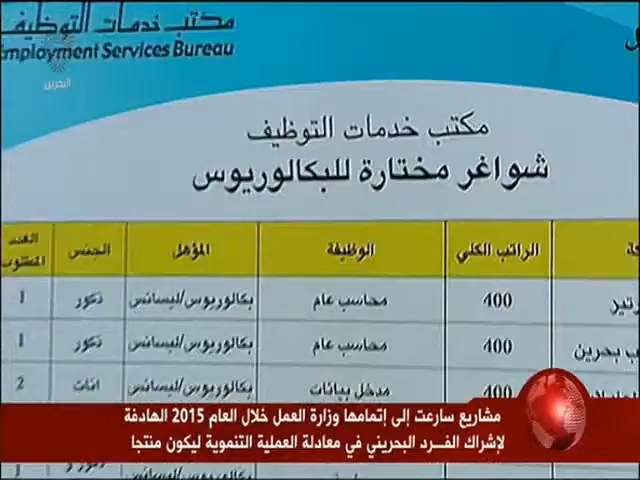 مكتب خدمات التوظيف
Employment Services Bureau
البحرين
مكتب خدمات التوظيف
شواغر مختارة للبكالوريوس
الراتب الكلي الوظيفة المؤهل الجنس العدد المطلوب
400 محاسب عام بكالوريوس/ليسانس ذكور 1
بحرين 400 محاسب عام بكالوريوس/ليسانس ذكور 1
400 مدخل بيانات بكالوريوس/ليسانس اناث 2
مشاريع سارعت إلى إتمامها وزارة العمل خلال العام 2015 الهادفة
لإشراك الفــرد البحريني في معادلة العملية التنموية ليكون منتجا